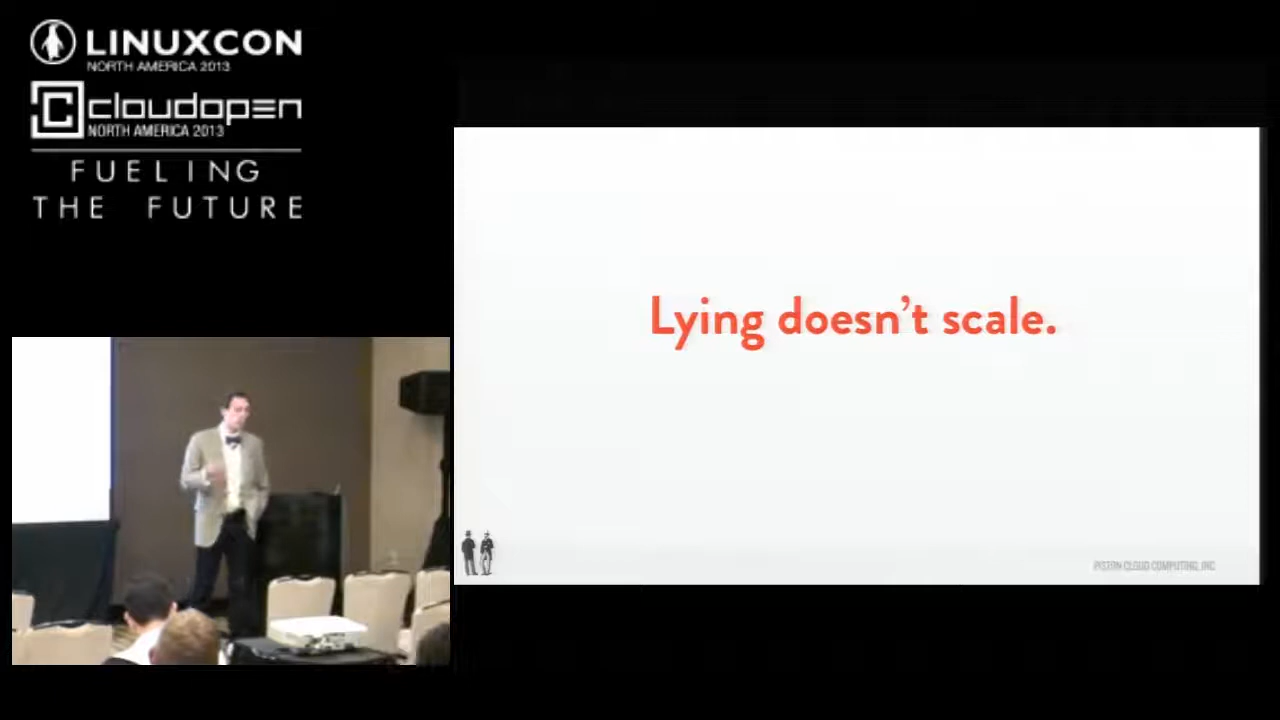 LINUXCON
NORTH AMERICA 2013
cloudopen
NORTH AMERICA 2013
FUELING
THE FUTURE
Lying doesn't scale.
PISTON CLOUD COMPUTING, INC